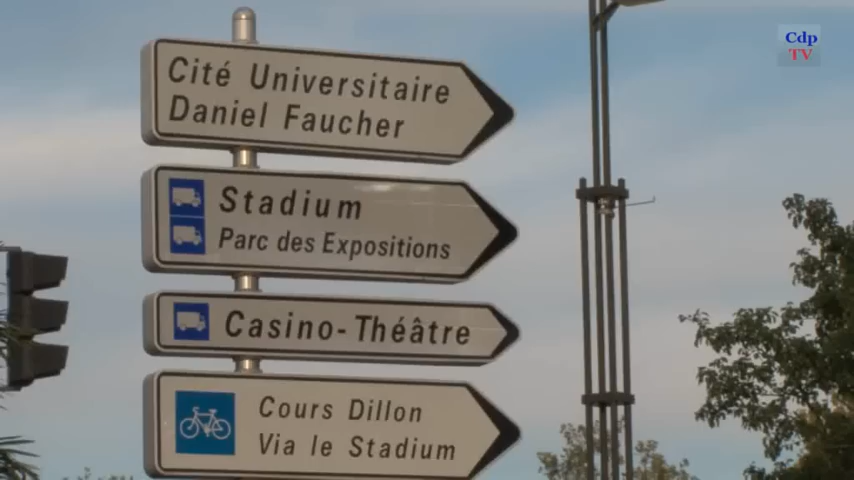 Cdp
TV
Cité Universitaire
Daniel Faucher
Stadium
Parc des Expositions
Casino-Théâtre
Cours Dillon
Via le Stadium